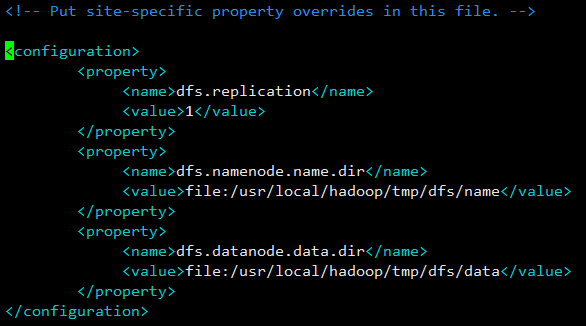 <!-- Put site-specific property overrides in this file. -->
<configuration>
        <property>
             <name>dfs.replication</name>
             <value>1</value>
        </property>
        <property>
             <name>dfs.namenode.name.dir</name>
             <value>file:/usr/local/hadoop/tmp/dfs/name</value>
        </property>
        <property>
             <name>dfs.datanode.data.dir</name>
             <value>file:/usr/local/hadoop/tmp/dfs/data</value>
        </property>
</configuration>